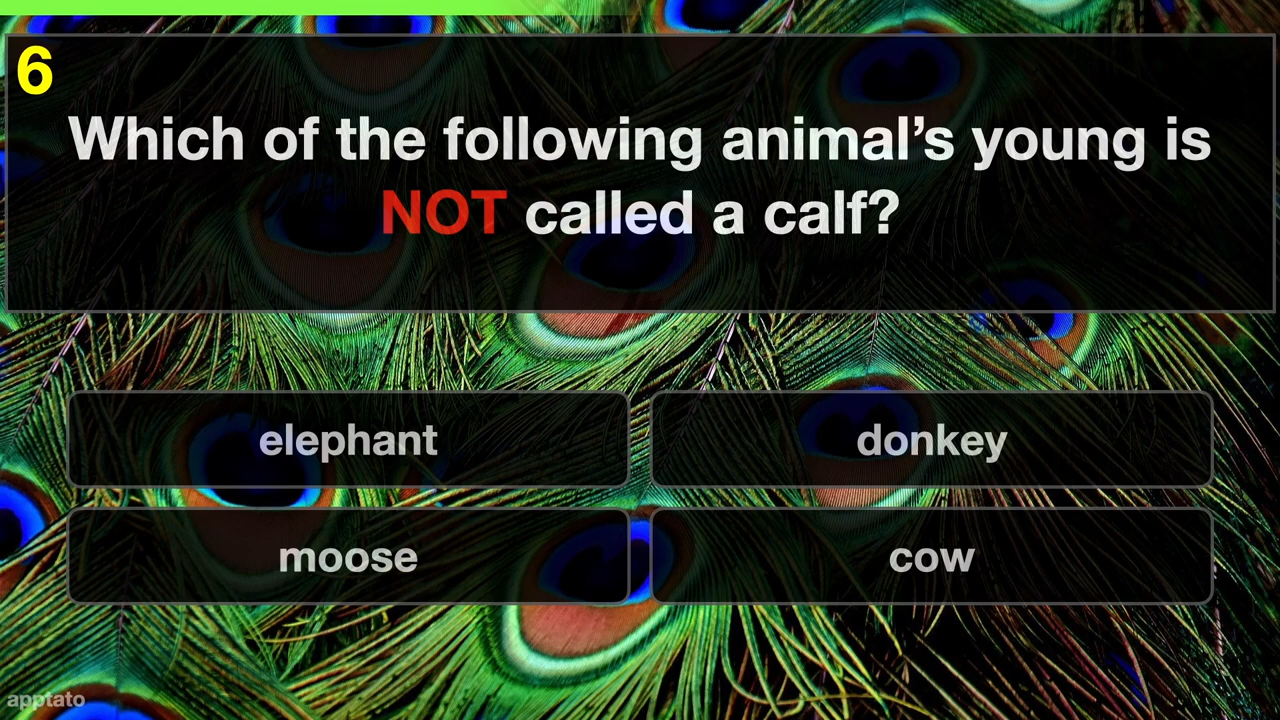 6
Which of the following animal’s young is
NOT called a calf?
elephant
donkey
moose
cow
apptato